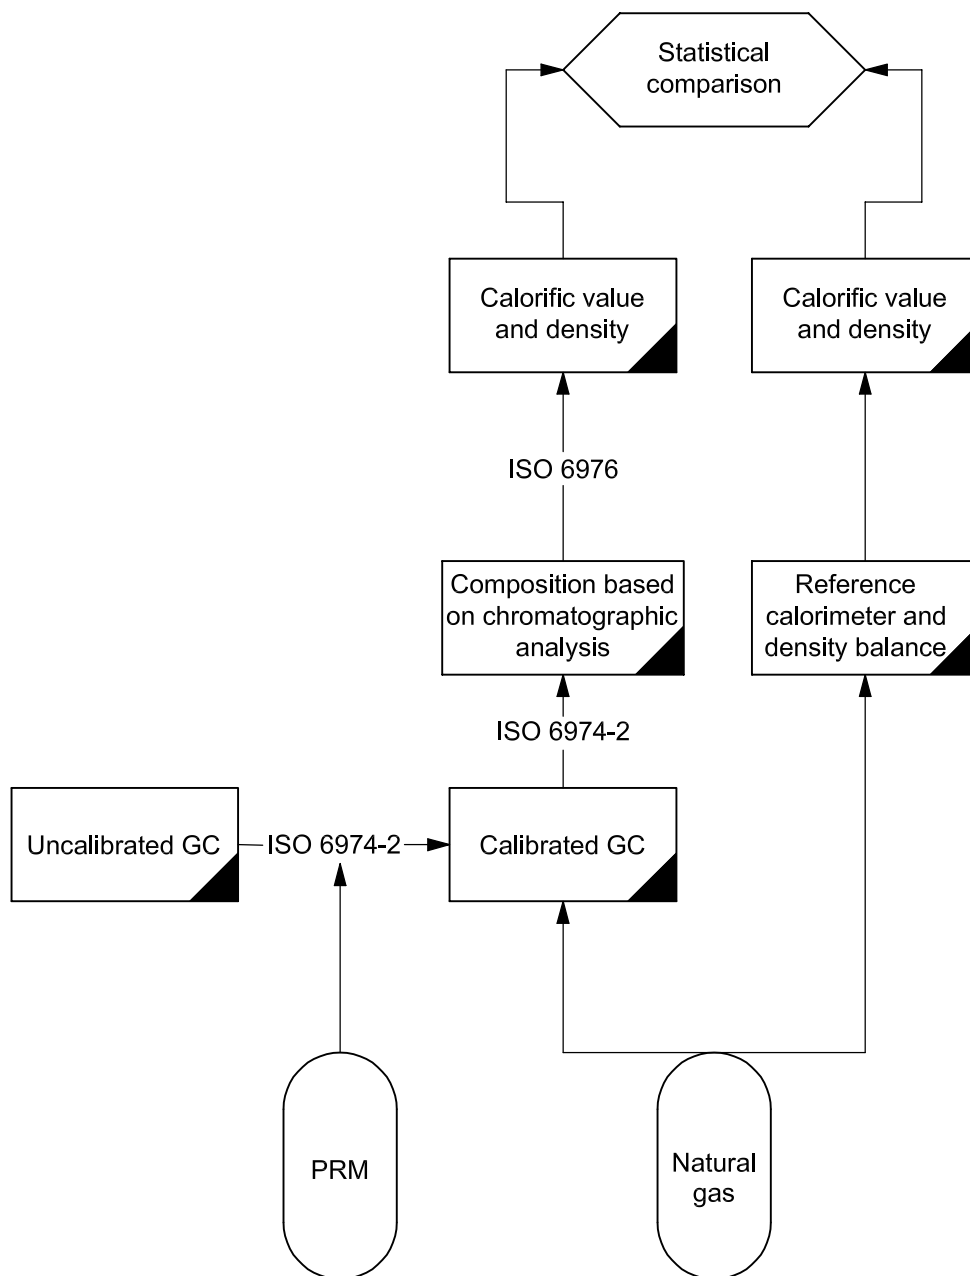 Statistical
comparison
Calorific value
and density
Calorific value
and density
ISO 6976
Composition based
on chromatographic
analysis
Reference
calorimeter and
density balance
ISO 6974-2
Uncalibrated GC
ISO 6974-2
Calibrated GC
PRM
Natural
gas